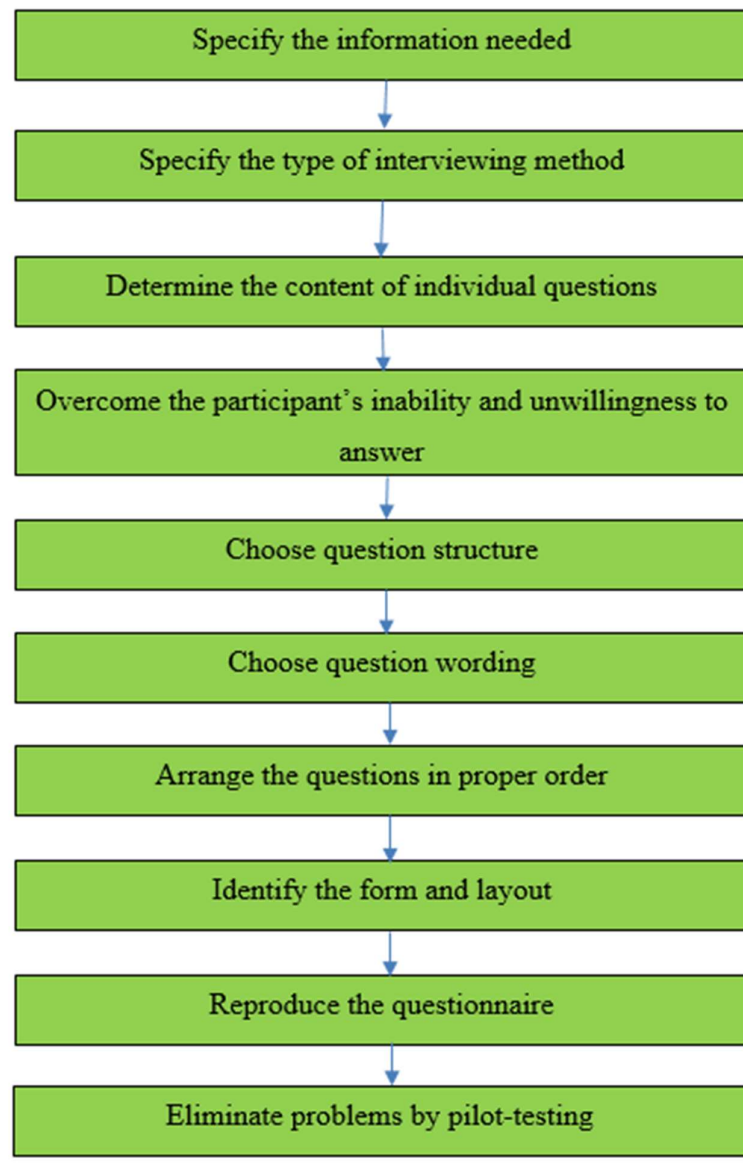 Specify the information needed
Specify the type of interviewing method
Determine the content of individual questions
Overcome the participant’s inability and unwillingness to
answer
Choose question structure
Choose question wording
Arrange the questions in proper order
Identify the form and layout
Reproduce the questionnaire
Eliminate problems by pilot-testing